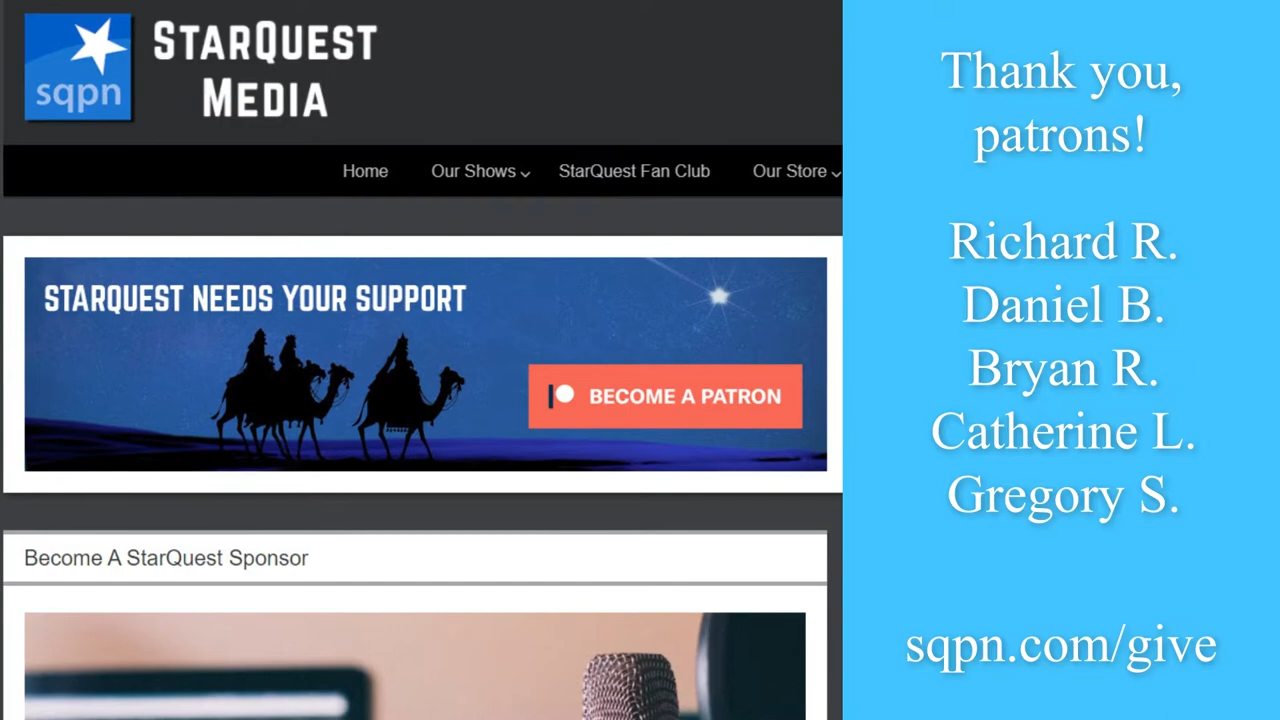 sqpn
STARQUEST
MEDIA
Home Our Shows StarQuest Fan Club Our Store
STARQUEST NEEDS YOUR SUPPORT
BECOME A PATRON
Become A StarQuest Sponsor
Thank you,
patrons!
Richard R.
Daniel B.
Bryan R.
Catherine L.
Gregory S.
sqpn.com/give